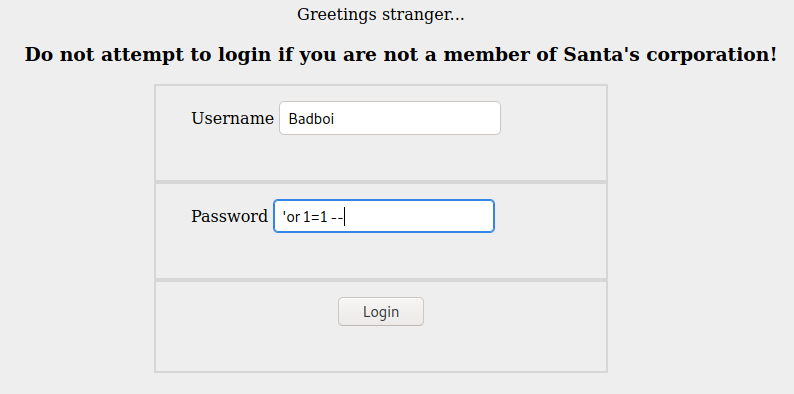 Greetings stranger...
Do not attempt to login if you are not a member of Santa's corporation!
Username Badboi
Password 'or 1=1 --
Login